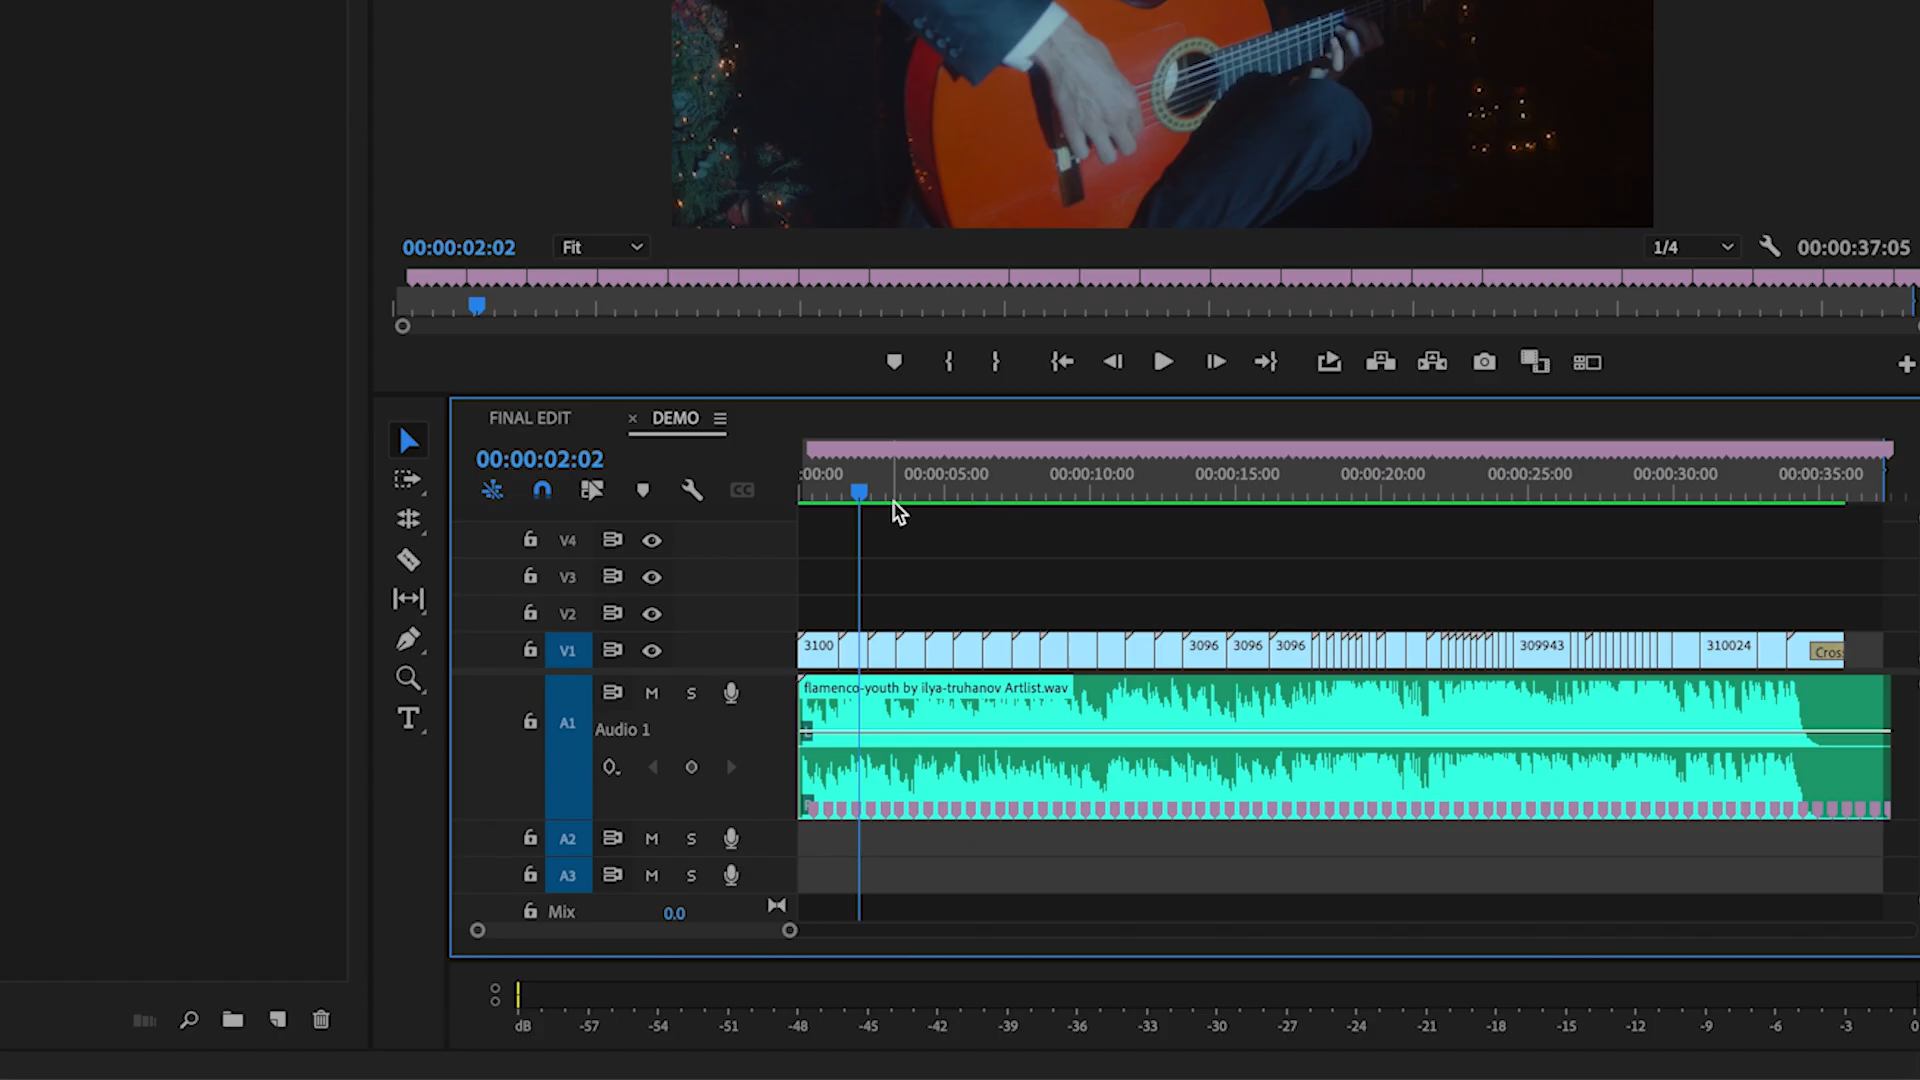 00:00:02:02 Fit 1/4 00:00:37:05
FINAL EDIT × DEMO
00:00:02:02
:00:00 00:00:05:00 00:00:10:00 00:00:15:00 00:00:20:00 00:00:25:00 00:00:30:00 00:00:35:00
CC
V4
V3
V2
V1 3100 3096 3096 3096 309943 310024 Cros
flamenco-youth by ilya-truhanov Artlist.wav
M S
A1 Audio 1
L
R
A2 M S
A3 M S
Mix 0.0
dB -57 -54 -51 -48 -45 -42 -39 -36 -33 -30 -27 -24 -21 -18 -15 -12 -9 -6 -3 0